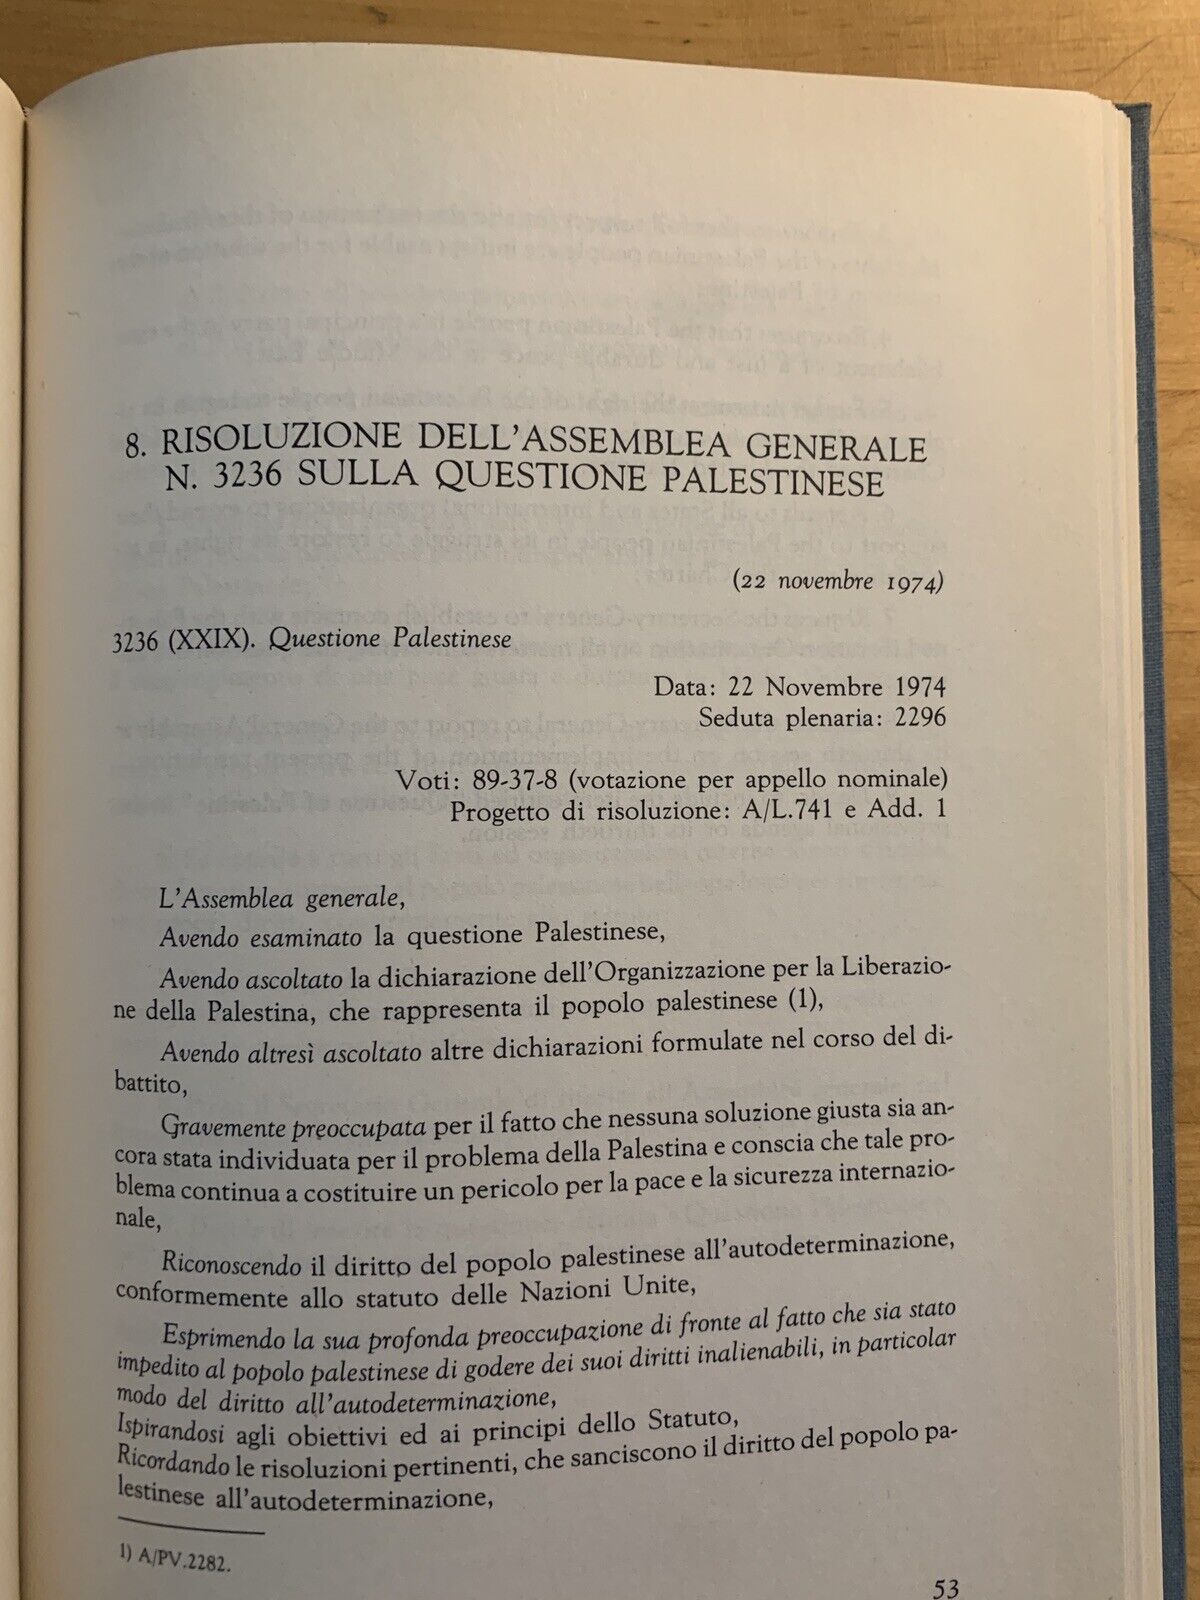 8. RISOLUZIONE DELL'ASSEMBLEA GENERALE
N. 3236 SULLA QUESTIONE PALESTINESE
(22 novembre 1974)
3236 (XXIX). Questione Palestinese
Data: 22 Novembre 1974
Seduta plenaria: 2296
Voti: 89-37-8 (votazione per appello nominale)
Progetto di risoluzione: A/L.741 e Add. 1
L'Assemblea generale,
Avendo esaminato la questione Palestinese,
Avendo ascoltato la dichiarazione dell'Organizzazione per la Liberazio-
ne della Palestina, che rappresenta il popolo palestinese (1),
Avendo altresì ascoltato altre dichiarazioni formulate nel corso del di-
battito,
Gravemente preoccupata per il fatto che nessuna soluzione giusta sia an-
cora stata individuata per il problema della Palestina e conscia che tale pro-
blema continua a costituire un pericolo per la pace e la sicurezza internazio-
nale,
Riconoscendo il diritto del popolo palestinese all'autodeterminazione,
conformemente allo statuto delle Nazioni Unite,
Esprimendo la sua profonda preoccupazione di fronte al fatto che sia stato
impedito al popolo palestinese di godere dei suoi diritti inalienabili, in particolar
modo del diritto all'autodeterminazione,
Ispirandosi agli obiettivi ed ai principi dello Statuto,
Ricordando le risoluzioni pertinenti, che sanciscono il diritto del popolo pa-
lestinese all'autodeterminazione,
1) A/PV.2282.
53